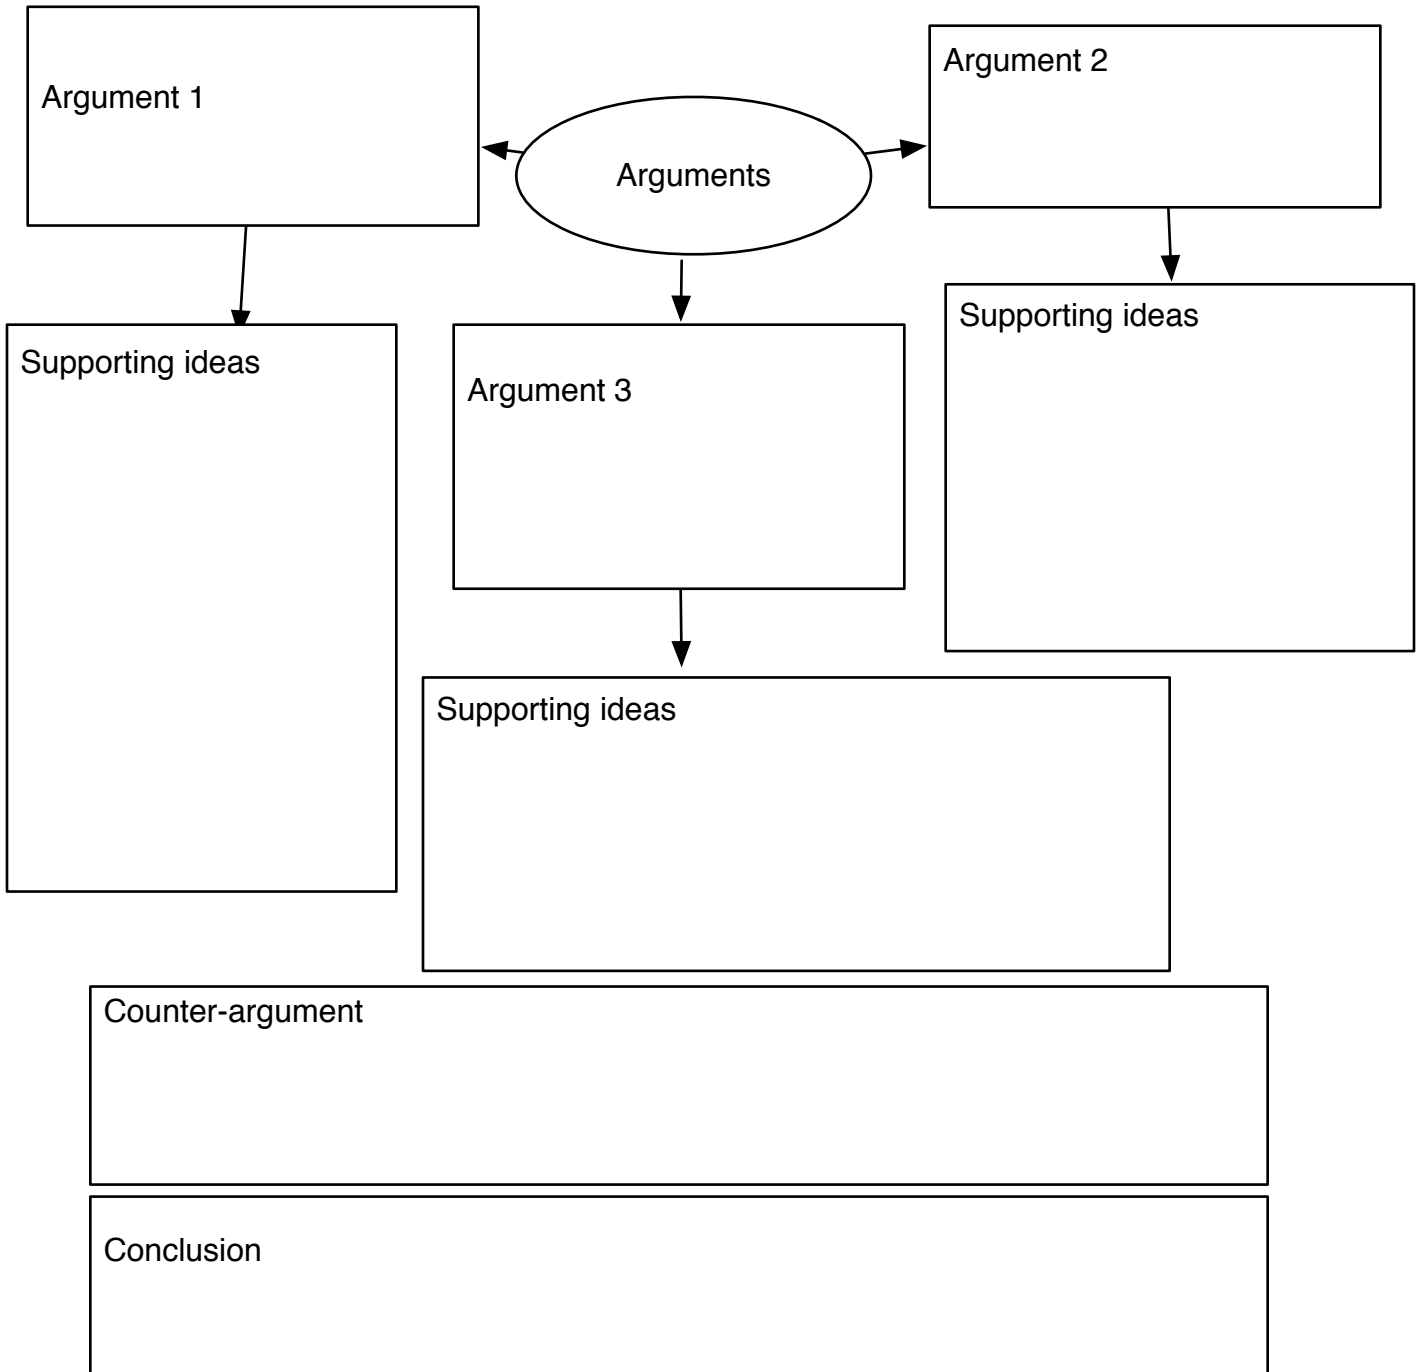 Argument 1
Argument 2
Arguments
Supporting ideas
Supporting ideas
Argument 3
Supporting ideas
Counter-argument
Conclusion